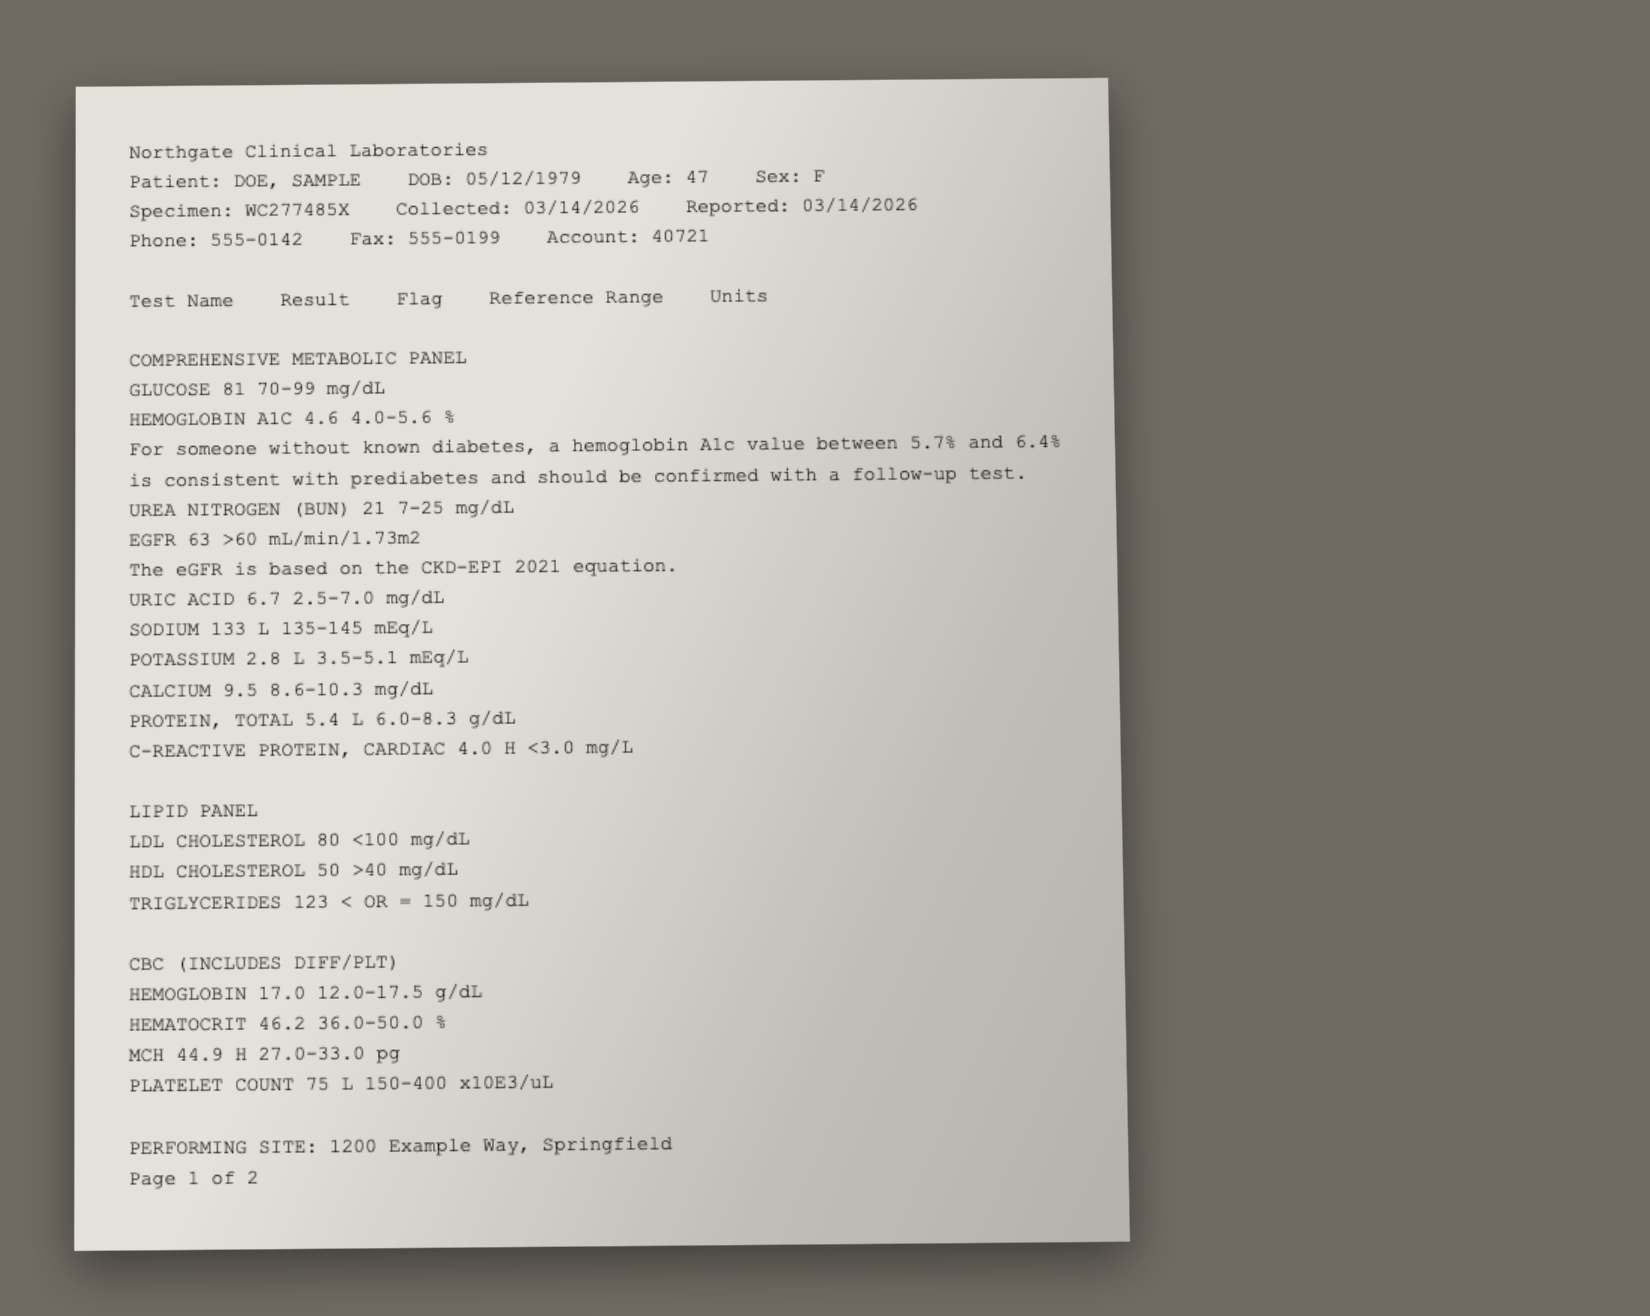 Northgate Clinical Laboratories
Patient: DOE, SAMPLE    DOB: 05/12/1979    Age: 47    Sex: F
Specimen: WC277485X    Collected: 03/14/2026    Reported: 03/14/2026
Phone: 555-0142    Fax: 555-0199    Account: 40721
Test Name    Result    Flag    Reference Range    Units
COMPREHENSIVE METABOLIC PANEL
GLUCOSE 81 70-99 mg/dL
HEMOGLOBIN A1C 4.6 4.0-5.6 %
For someone without known diabetes, a hemoglobin A1c value between 5.7% and 6.4%
is consistent with prediabetes and should be confirmed with a follow-up test.
UREA NITROGEN (BUN) 21 7-25 mg/dL
EGFR 63 >60 mL/min/1.73m2
The eGFR is based on the CKD-EPI 2021 equation.
URIC ACID 6.7 2.5-7.0 mg/dL
SODIUM 133 L 135-145 mEq/L
POTASSIUM 2.8 L 3.5-5.1 mEq/L
CALCIUM 9.5 8.6-10.3 mg/dL
PROTEIN, TOTAL 5.4 L 6.0-8.3 g/dL
C-REACTIVE PROTEIN, CARDIAC 4.0 H <3.0 mg/L
LIPID PANEL
LDL CHOLESTEROL 80 <100 mg/dL
HDL CHOLESTEROL 50 >40 mg/dL
TRIGLYCERIDES 123 < OR = 150 mg/dL
CBC (INCLUDES DIFF/PLT)
HEMOGLOBIN 17.0 12.0-17.5 g/dL
HEMATOCRIT 46.2 36.0-50.0 %
MCH 44.9 H 27.0-33.0 pg
PLATELET COUNT 75 L 150-400 x10E3/uL
PERFORMING SITE: 1200 Example Way, Springfield
Page 1 of 2